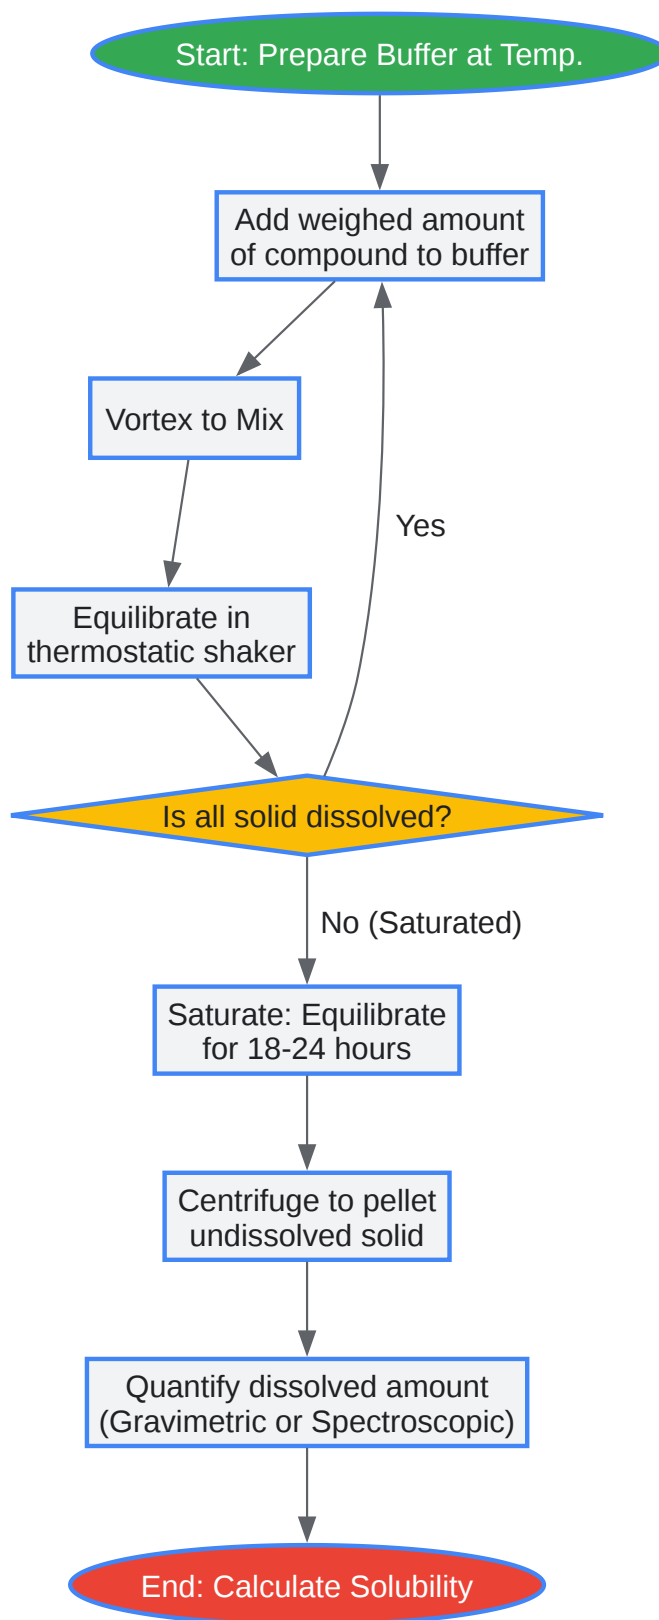 Start: Prepare Buffer at Temp.
Add weighed amount
of compound to buffer
Vortex to Mix
Yes
Equilibrate in
thermostatic shaker
Is all solid dissolved?
No (Saturated)
Saturate: Equilibrate
for 18-24 hours
Centrifuge to pellet
undissolved solid
Quantify dissolved amount
(Gravimetric or Spectroscopic)
End: Calculate Solubility